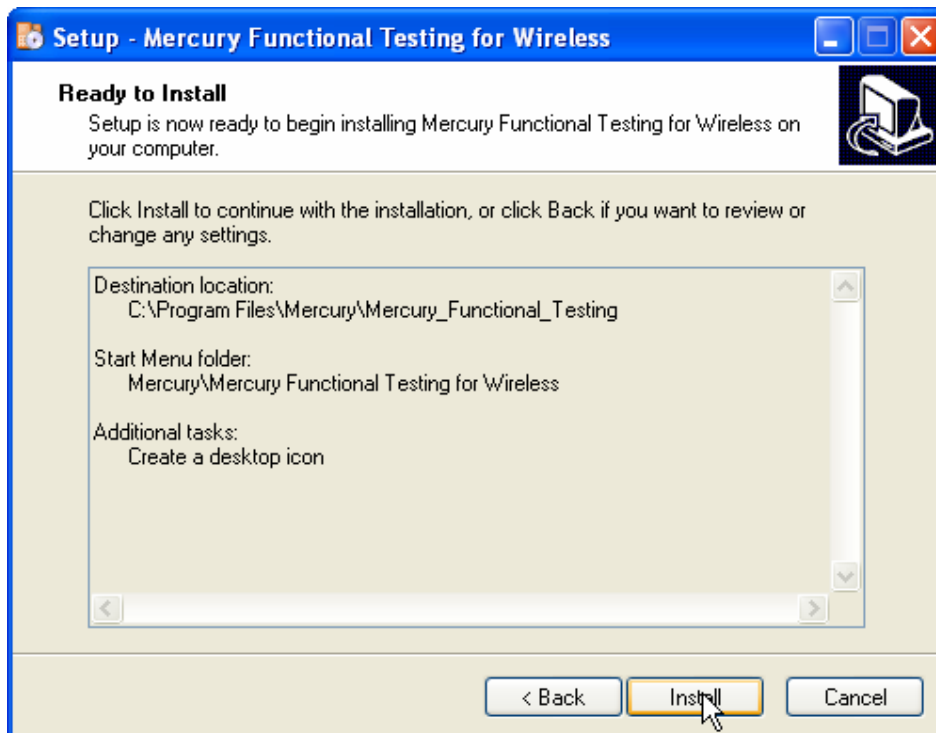 Setup - Mercury Functional Testing for Wireless
Ready to Install
Setup is now ready to begin installing Mercury Functional Testing for Wireless on
your computer.
Click Install to continue with the installation, or click Back if you want to review or
change any settings.
Destination location:
C:\Program Files\Mercury\Mercury_Functional_Testing
Start Menu folder:
Mercury\Mercury Functional Testing for Wireless
Additional tasks:
Create a desktop icon
< Back
Install
Cancel